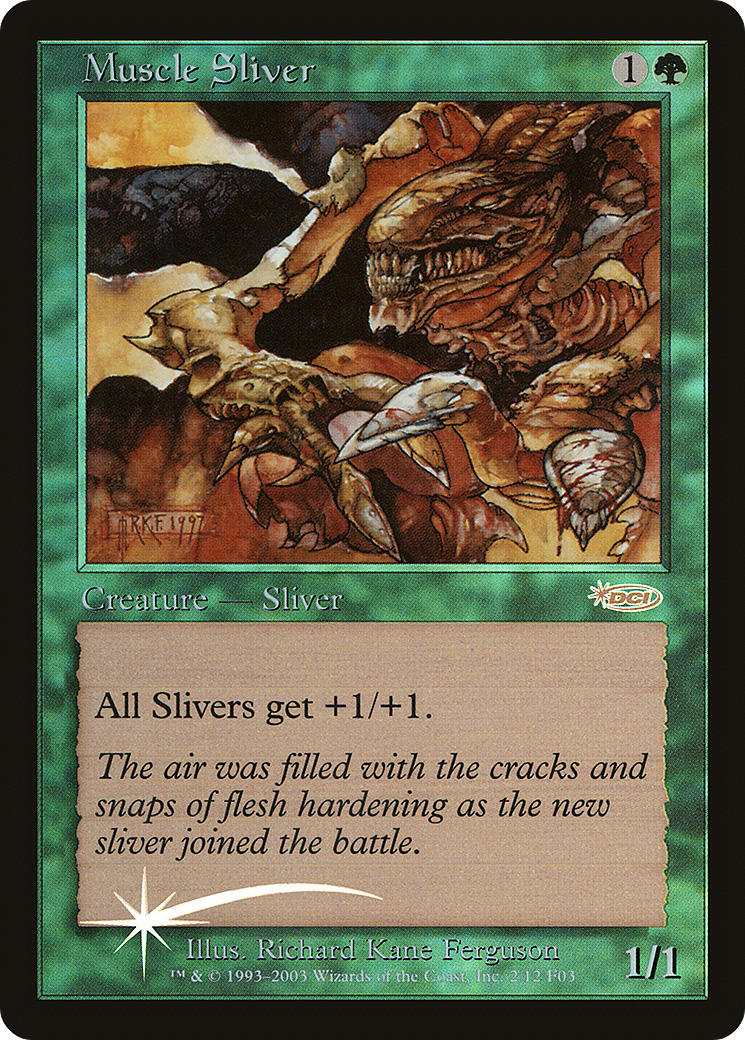 Muscle Sliver 1
ARKF 1997
Creature — Sliver DCI
All Slivers get +1/+1.
The air was filled with the cracks and
snaps of flesh hardening as the new
sliver joined the battle.
Illus. Richard Kane Ferguson
™ & © 1993–2003 Wizards of the Coast, Inc. 2/12 F03
1/1